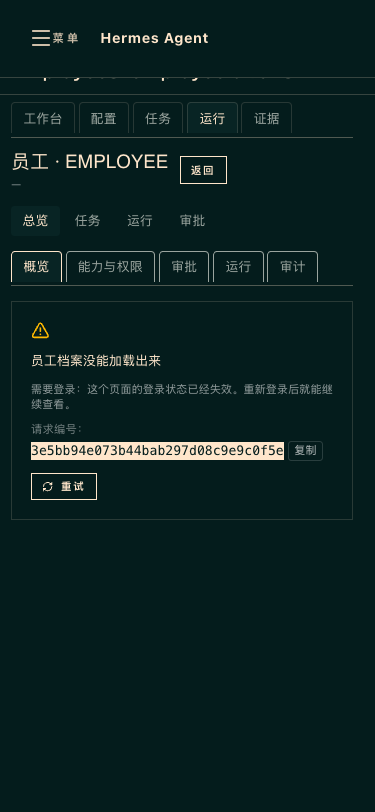 菜单
Hermes Agent
工作台
配置
任务
运行
证据
员工 · EMPLOYEE
返回
—
总览
任务
运行
审批
概览
能力与权限
审批
运行
审计
员工档案没能加载出来
需要登录：这个页面的登录状态已经失效。重新登录后就能继
续查看。
请求编号：
3e5bb94e073b44bab297d08c9e9c0f5e
复制
重试